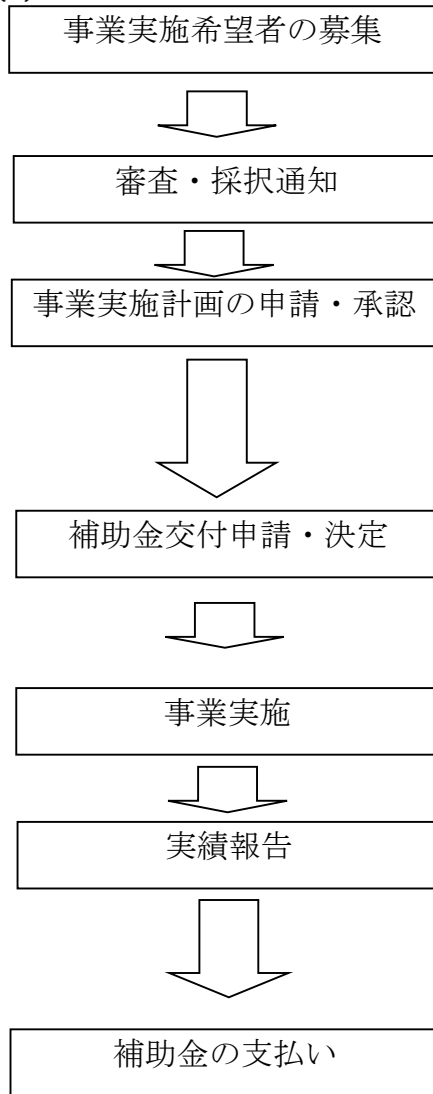 事業実施希望者の募集
審査・採択通知
事業実施計画の申請・承認
補助金交付申請・決定
事業実施
実績報告
補助金の支払い